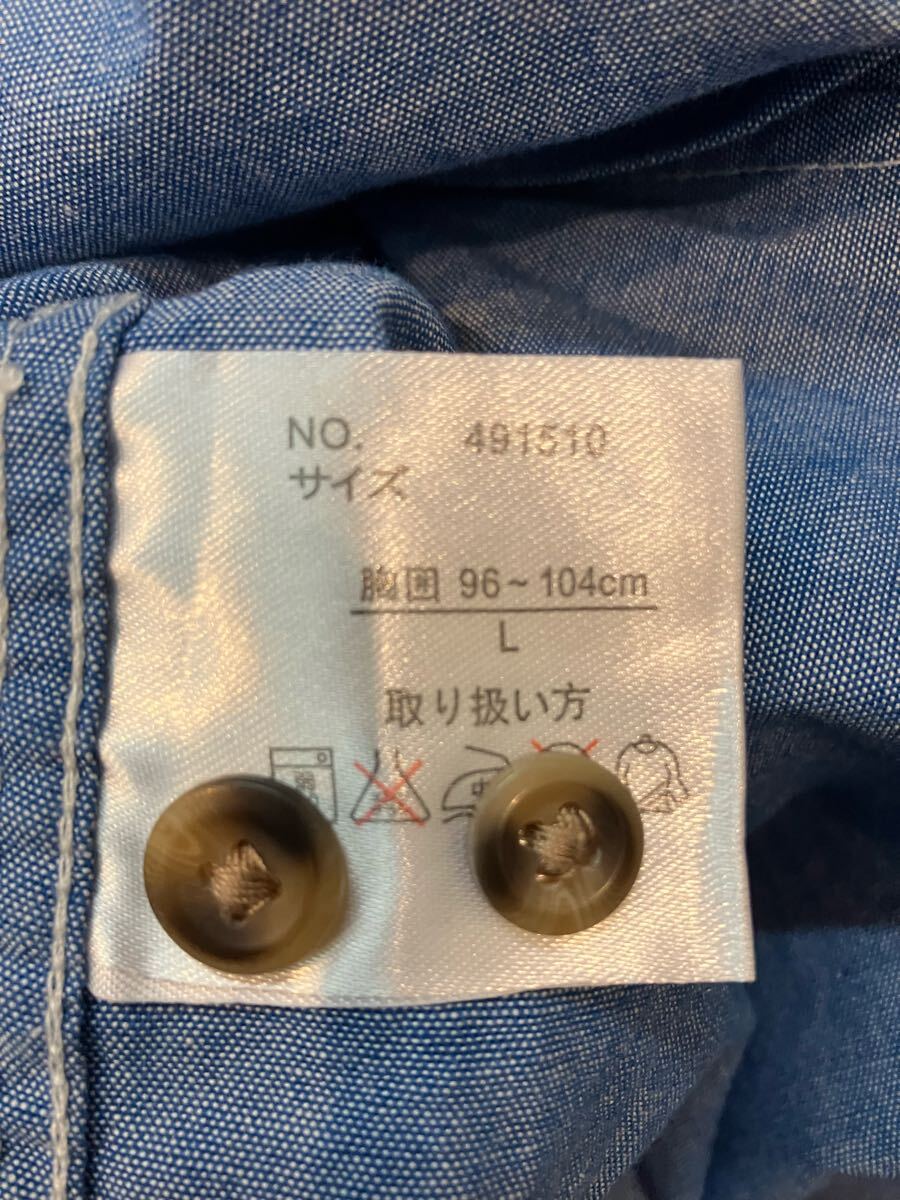 NO. 491510
サイズ
胸囲 96~104cm
L
取り扱い方